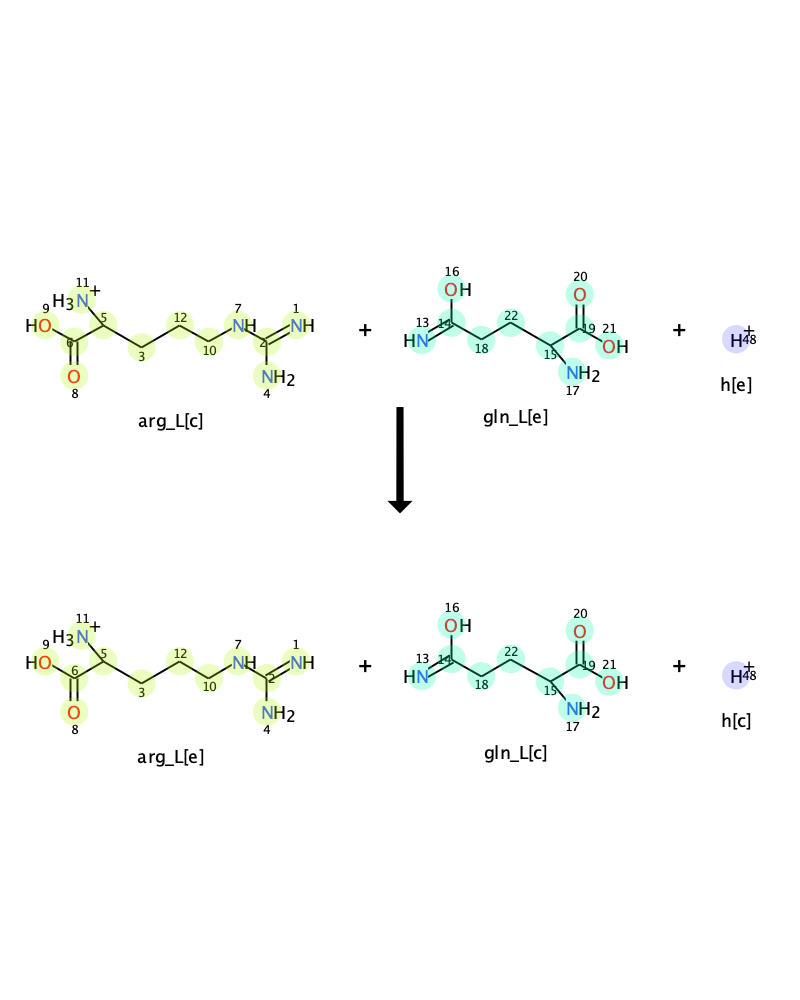 16 20
11 H3N+ OH O
9 5 12 7 1 13 14 22 19 21
HO 6 NH 2 NH + HN OH + H+48
3 10 18 15
O NH2 NH2 h[e]
8 4 17
arg_L[c] gln_L[e]
16 20
11 H3N+ OH O
9 5 12 7 1 13 14 22 19 21
HO 6 NH 2 NH + HN OH + H+48
3 10 18 15
O NH2 NH2 h[c]
8 4 17
arg_L[e] gln_L[c]